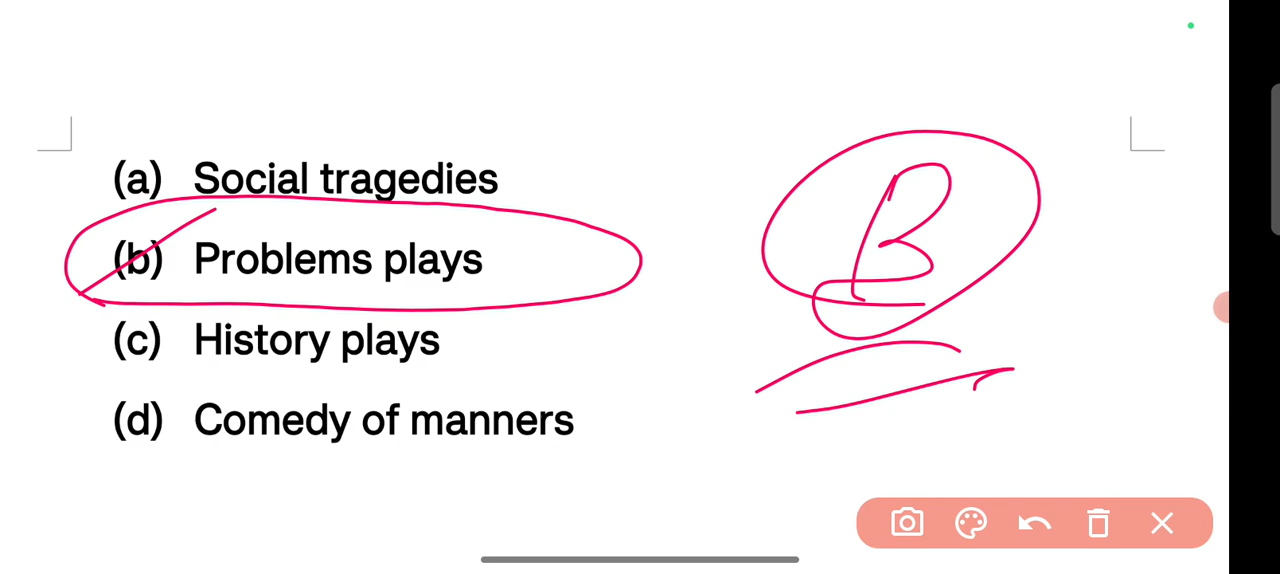 (a) Social tragedies
(b) Problems plays
B
(c) History plays
(d) Comedy of manners